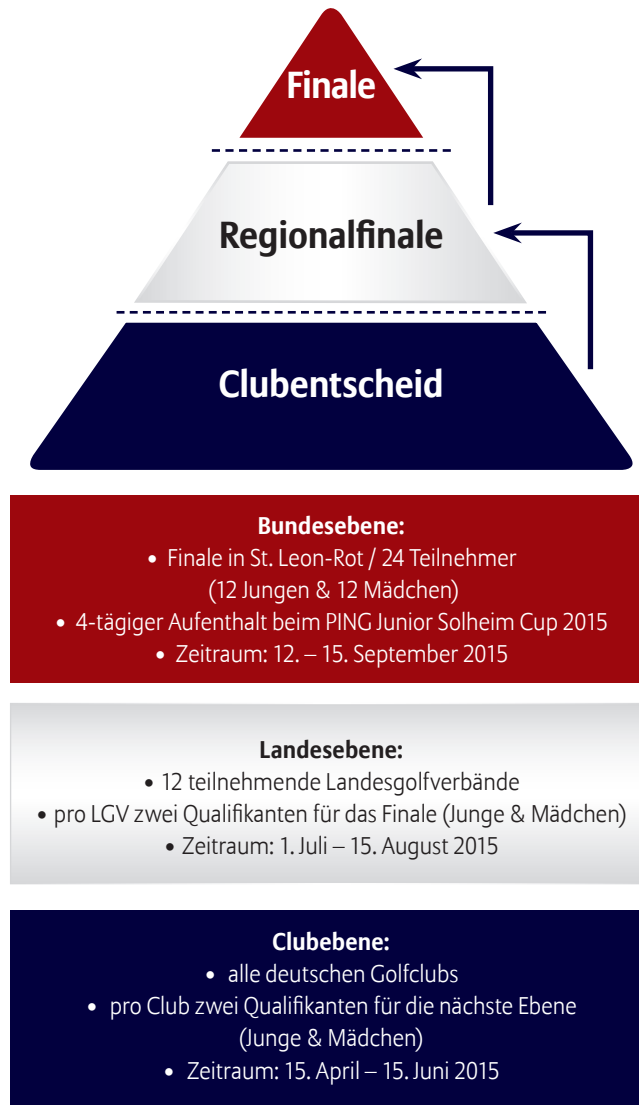 Finale
Regionalfinale
Clubentscheid
Bundesebene:
• Finale in St. Leon-Rot / 24 Teilnehmer
(12 Jungen & 12 Mädchen)
• 4-tägiger Aufenthalt beim PING Junior Solheim Cup 2015
• Zeitraum: 12. – 15. September 2015
Landesebene:
• 12 teilnehmende Landesgolfverbände
• pro LGV zwei Qualifikanten für das Finale (Junge & Mädchen)
• Zeitraum: 1. Juli – 15. August 2015
Clubebene:
• alle deutschen Golfclubs
• pro Club zwei Qualifikanten für die nächste Ebene
(Junge & Mädchen)
• Zeitraum: 15. April – 15. Juni 2015